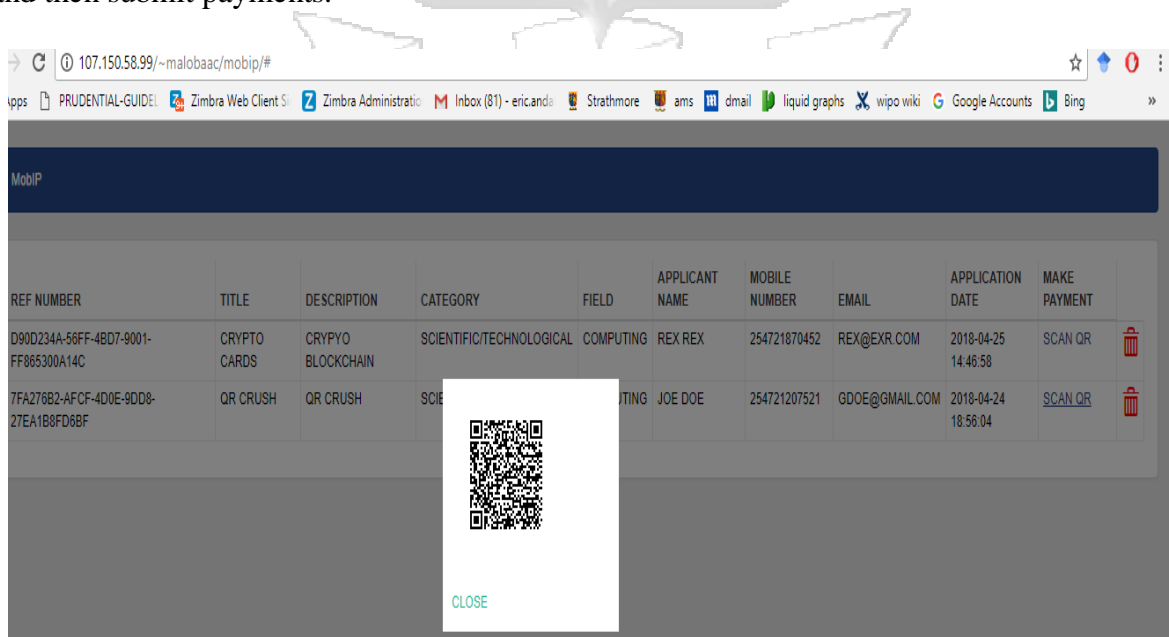 and then submit payments.
107.150.58.99/~malobaac/mobip/#
PRUDENTIAL-GUIDEL Zimbra Web Client Si Zimbra Administratio Inbox (81) - eric.anda Strathmore ams dmail liquid graphs wipo wiki Google Accounts Bing »
MobIP
REF NUMBER TITLE DESCRIPTION CATEGORY FIELD APPLICANT NAME MOBILE NUMBER EMAIL APPLICATION DATE MAKE PAYMENT
D90D234A-56FF-4BD7-9001- CRYPTO CRYPYO SCIENTIFIC/TECHNOLOGICAL COMPUTING REX REX 254721870452 REX@EXR.COM 2018-04-25 SCAN QR
FF865300A14C CARDS BLOCKCHAIN 14:46:58
7FA276B2-AFCF-4D0E-9DD8- QR CRUSH QR CRUSH SCIE UTING JOE DOE 254721207521 GDOE@GMAIL.COM 2018-04-24 SCAN QR
27EA1B8FD6BF 18:56:04
CLOSE